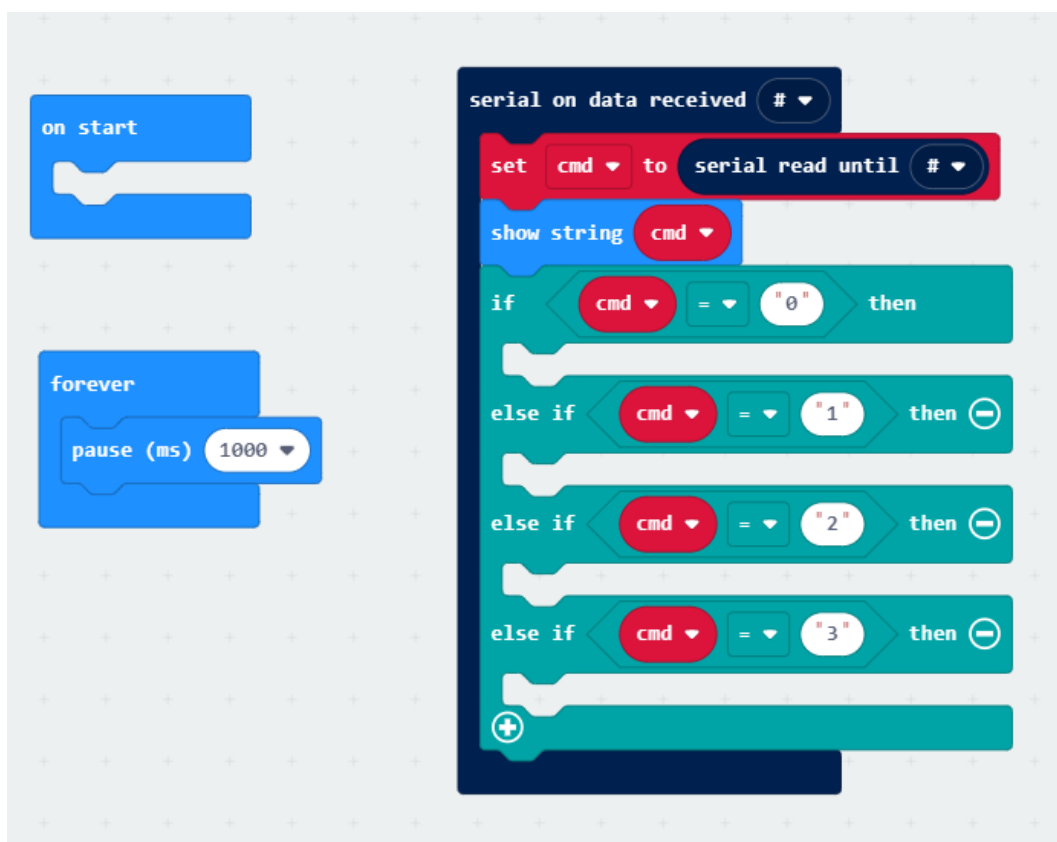 on start
forever
pause (ms) 1000
serial on data received #
set cmd to serial read until #
show string cmd
if cmd = "0" then
else if cmd = "1" then
else if cmd = "2" then
else if cmd = "3" then